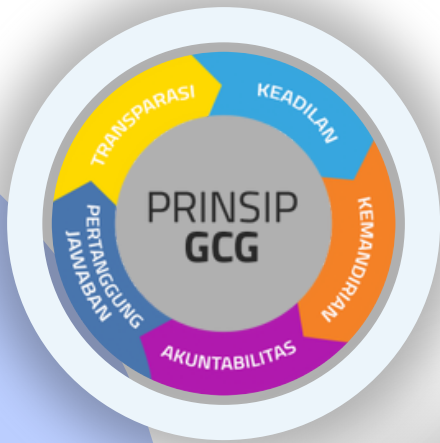 PRINSIP
GCG
TRANSPARASI
KEADILAN
KEMANDIRIAN
AKUNTABILITAS
PERTANGGUNG
JAWABAN